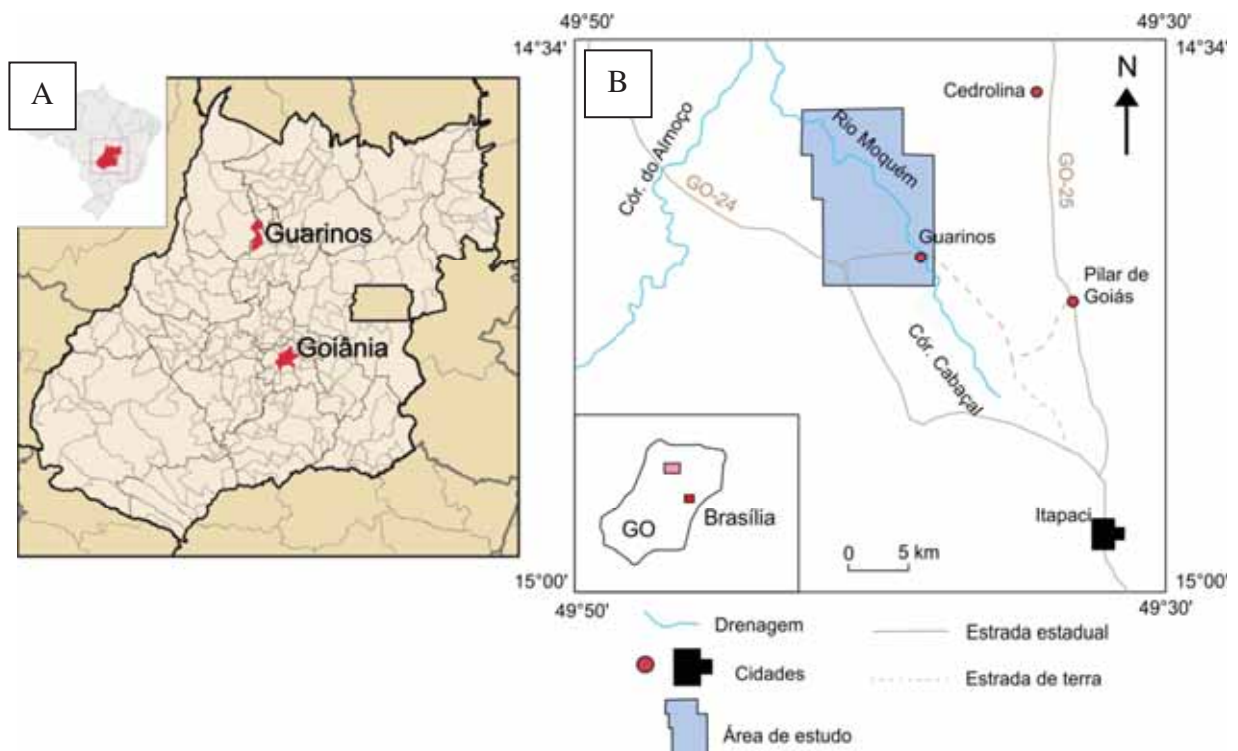 A
Guarinos
Goiânia
B
49°50'
49°30'
14°34'
14°34'
N
Cedrolina
Rio Moquém
Cór. do Almoço
GO-24
GO-25
Guarinos
Pilar de
Goiás
Cór. Cabaçal
GO
Brasília
0 5 km
Itapaci
15°00'
15°00'
49°50'
49°30'
Drenagem
Estrada estadual
Cidades
Estrada de terra
Área de estudo